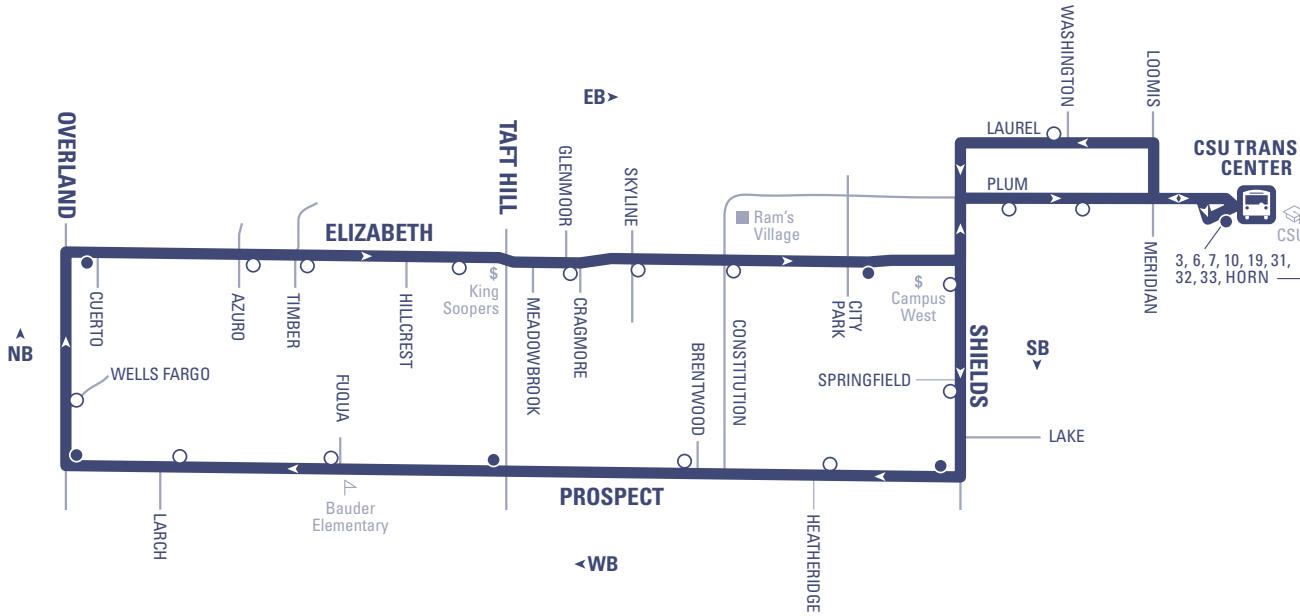 WASHINGTON
LOOMIS
EB
OVERLAND
TAFT HILL
GLENMOOR
SKYLINE
LAUREL
CSU TRANS
CENTER
PLUM
ELIZABETH
Ram's
Village
CSU
3, 6, 7, 10, 19, 31,
32, 33, HORN
MERIDIAN
CUERTO
AZURO
TIMBER
HILLCREST
$
King
Soopers
MEADOWBROOK
CRAGMORE
CONSTITUTION
CITY
PARK
$
Campus
West
SHIELDS
NB
SB
WELLS FARGO
FUQUA
BRENTWOOD
SPRINGFIELD
LAKE
PROSPECT
LARCH
Bauder
Elementary
HEATHERIDGE
WB